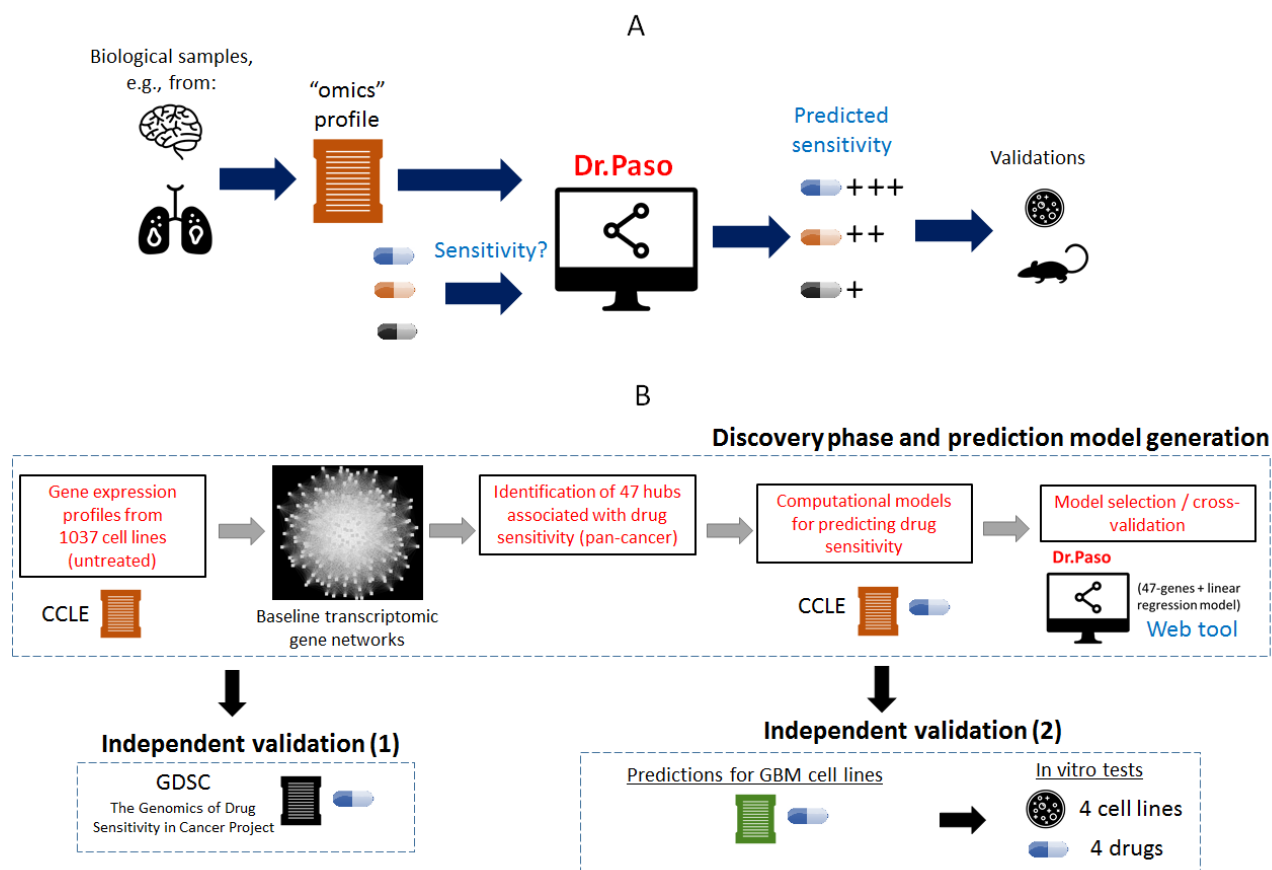 A
Biological samples,
e.g., from:
“omics”
profile
Sensitivity?
Dr.Paso
Predicted
sensitivity
+++
++
+
Validations
B
Discovery phase and prediction model generation
Gene expression
profiles from
1037 cell lines
(untreated)
CCLE
Baseline transcriptomic
gene networks
Identification of 47 hubs
associated with drug
sensitivity (pan-cancer)
Computational models
for predicting drug
sensitivity
CCLE
Model selection / cross-
validation
Dr.Paso
(47-genes + linear
regression model)
Web tool
Independent validation (1)
GDSC
The Genomics of Drug
Sensitivity in Cancer Project
Independent validation (2)
Predictions for GBM cell lines
In vitro tests
4 cell lines
4 drugs